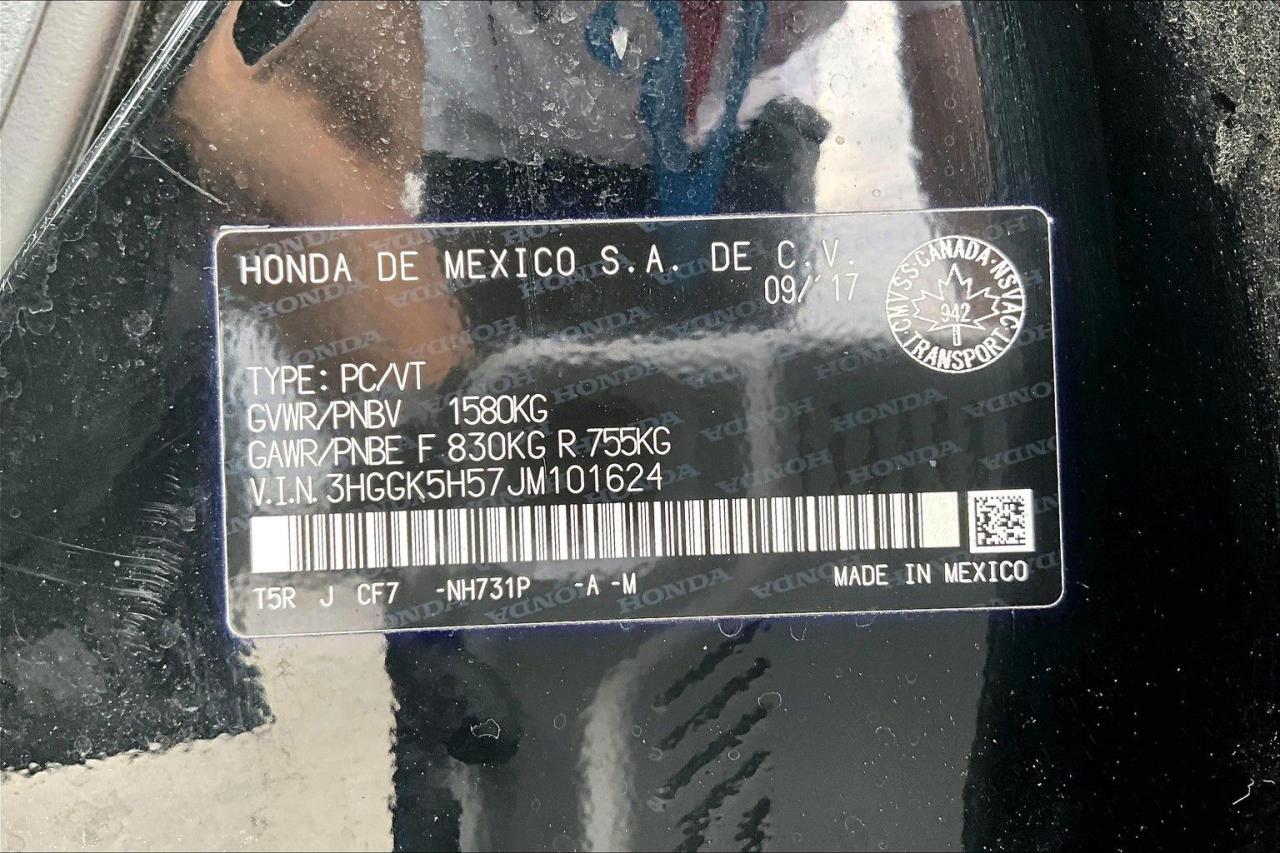 HONDA DE MEXICO S.A. DE C.V.
09/'17
CMVSS·CANADA·NSVAC·TRANSPORT·
942
TYPE: PC/VT
GVWR/PNBV 1580KG
GAWR/PNBE F 830KG R 755KG
V.I.N. 3HGGK5H57JM101624
T5R J CF7 -NH731P -A -M
MADE IN MEXICO